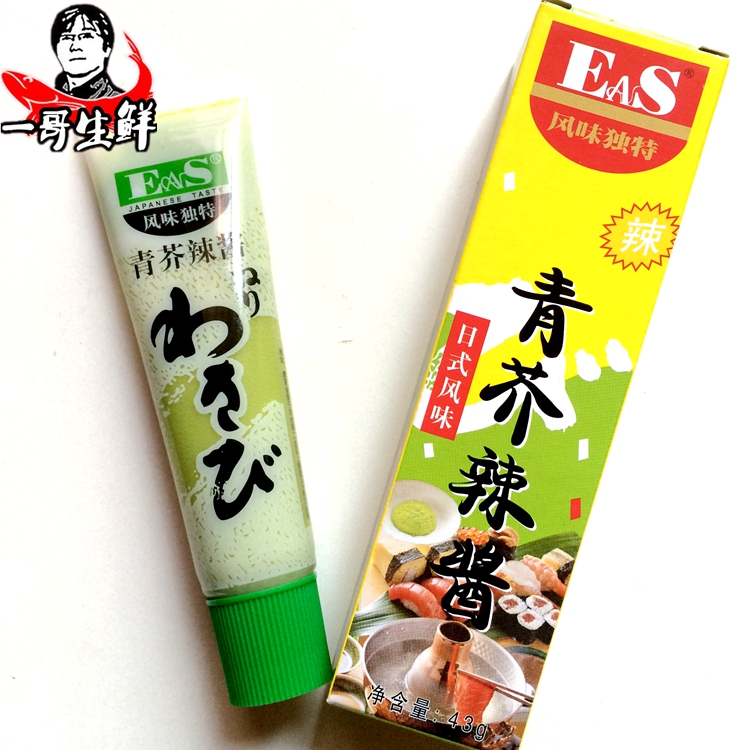 一哥生鲜
EAS®
JAPANESE TASTE
风味独特
青芥辣酱
ねり
わさび
EAS®
风味独特
辣
青芥辣酱
日式风味
净含量: 43g